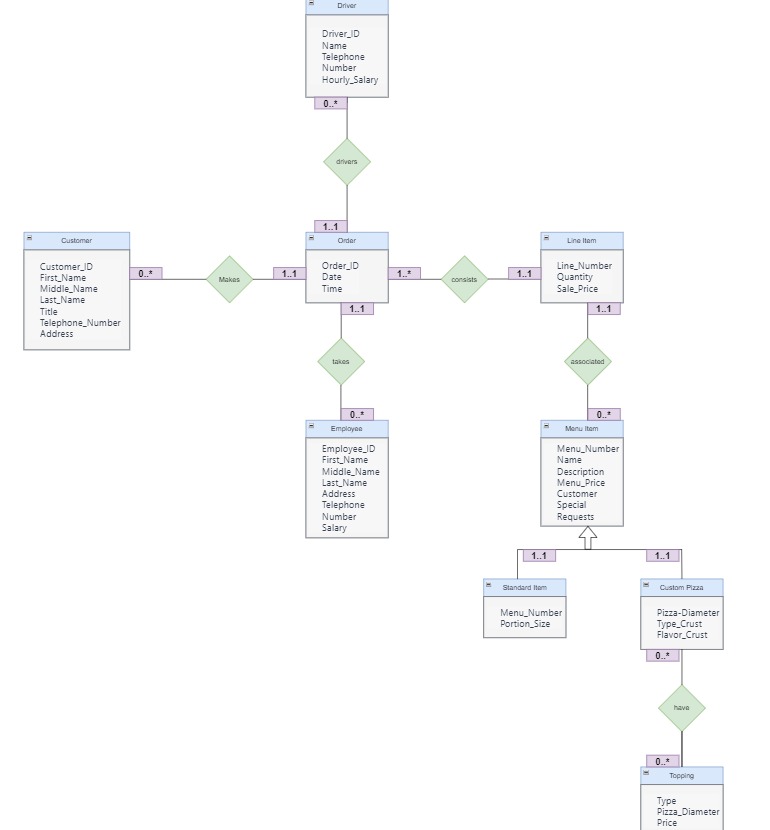 Driver
Driver_ID
Name
Telephone
Number
Hourly_Salary
0..*
drivers
1..1
Customer
Customer_ID
First_Name
Middle_Name
Last_Name
Title
Telephone_Number
Address
0..*
Makes
1..1
Order
Order_ID
Date
Time
1..*
consists
1..1
Line Item
Line_Number
Quantity
Sale_Price
1..1
takes
0..*
Employee
Employee_ID
First_Name
Middle_Name
Last_Name
Address
Telephone
Number
Salary
1..1
associated
0..*
Menu Item
Menu_Number
Name
Description
Menu_Price
Customer
Special
Requests
1..1
1..1
Standard Item
Menu_Number
Portion_Size
Custom Pizza
Pizza-Diameter
Type_Crust
Flavor_Crust
0..*
have
0..*
Topping
Type
Pizza_Diameter
Price